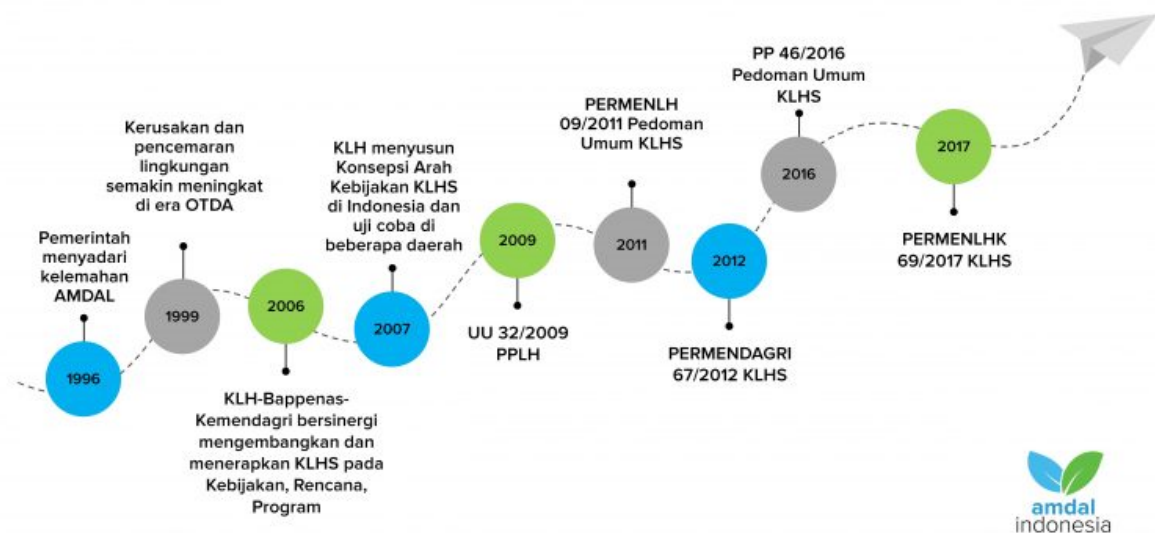 Pemerintah
menyadari
kelemahan
AMDAL
1996
Kerusakan dan
pencemaran
lingkungan
semakin meningkat
di era OTDA
1999
2006
KLH-Bappenas-
Kemendagri bersinergi
mengembangkan dan
menerapkan KLHS pada
Kebijakan, Rencana,
Program
KLH menyusun
Konsepsi Arah
Kebijakan KLHS
di Indonesia dan
uji coba di
beberapa daerah
2007
2009
UU 32/2009
PPLH
PERMENLH
09/2011 Pedoman
Umum KLHS
2011
2012
PERMENDAGRI
67/2012 KLHS
PP 46/2016
Pedoman Umum
KLHS
2016
2017
PERMENLHK
69/2017 KLHS
amdal
indonesia